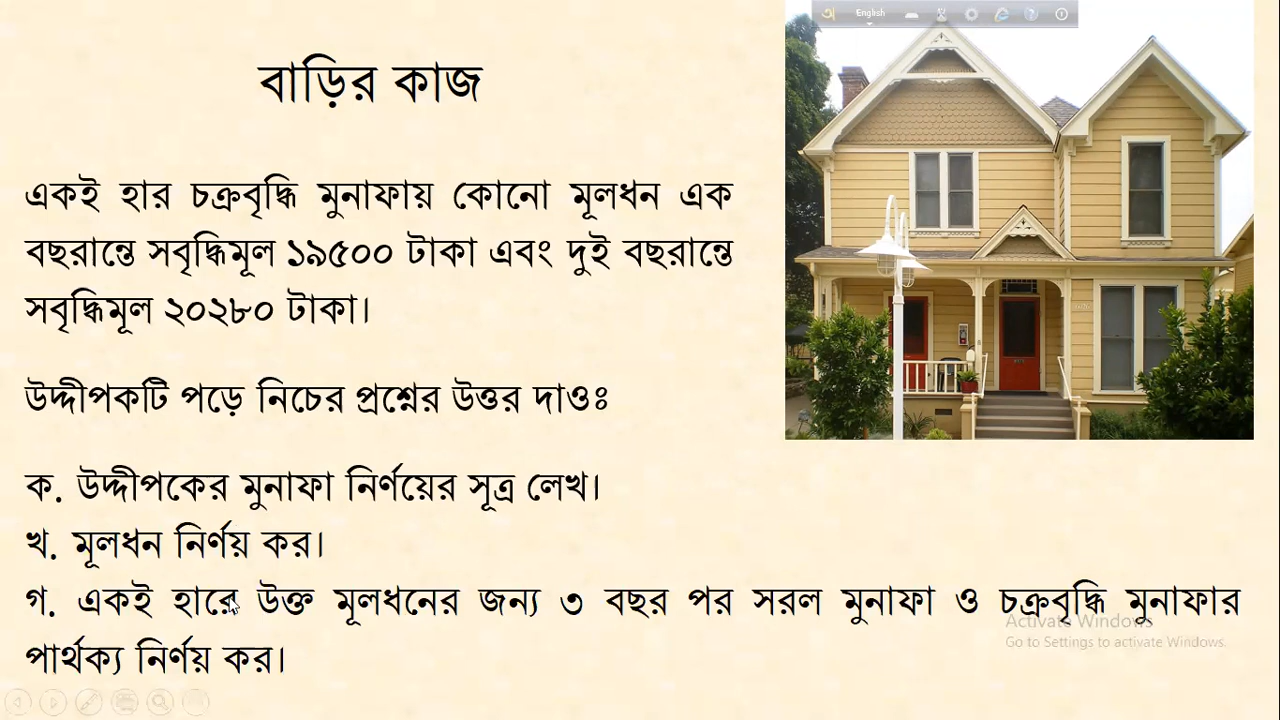 English
বাড়ির কাজ
একই হার চক্রবৃদ্ধি মুনাফায় কোনো মূলধন এক
বছরান্তে সবৃদ্ধিমূল ১৯৫০০ টাকা এবং দুই বছরান্তে
সবৃদ্ধিমূল ২০২৮০ টাকা।
উদ্দীপকটি পড়ে নিচের প্রশ্নের উত্তর দাওঃ
ক. উদ্দীপকের মুনাফা নির্ণয়ের সূত্র লেখ।
খ. মূলধন নির্ণয় কর।
গ. একই হারে উক্ত মূলধনের জন্য ৩ বছর পর সরল মুনাফা ও চক্রবৃদ্ধি মুনাফার
পার্থক্য নির্ণয় কর।
Activate Windows
Go to Settings to activate Windows.